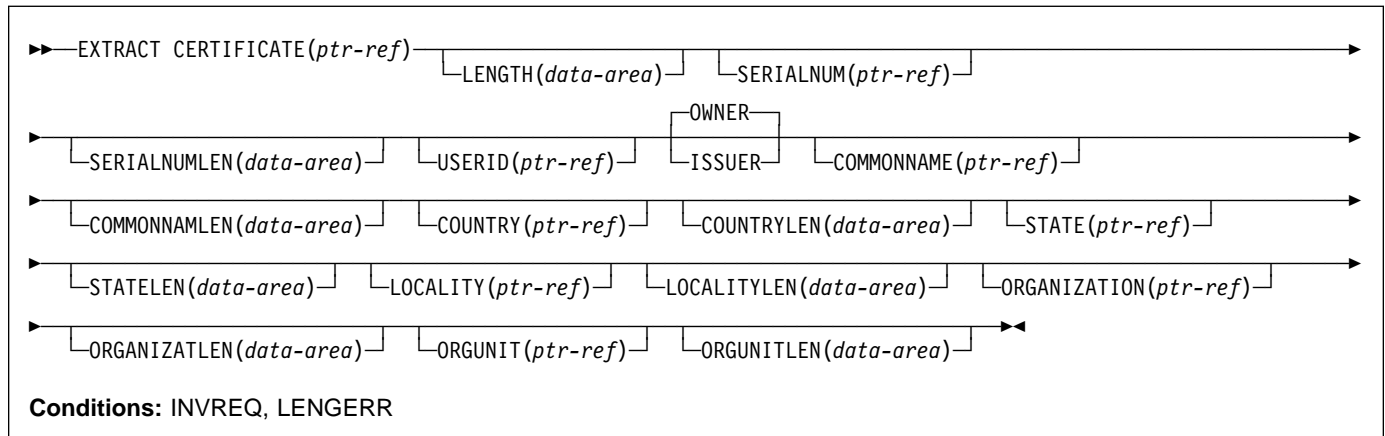 EXTRACT CERTIFICATE(ptr-ref) LENGTH(data-area) SERIALNUM(ptr-ref)
SERIALNUMLEN(data-area) USERID(ptr-ref) OWNER ISSUER COMMONNAME(ptr-ref)
COMMONNAMLEN(data-area) COUNTRY(ptr-ref) COUNTRYLEN(data-area) STATE(ptr-ref)
STATELEN(data-area) LOCALITY(ptr-ref) LOCALITYLEN(data-area) ORGANIZATION(ptr-ref)
ORGANIZATLEN(data-area) ORGUNIT(ptr-ref) ORGUNITLEN(data-area)
Conditions: INVREQ, LENGERR